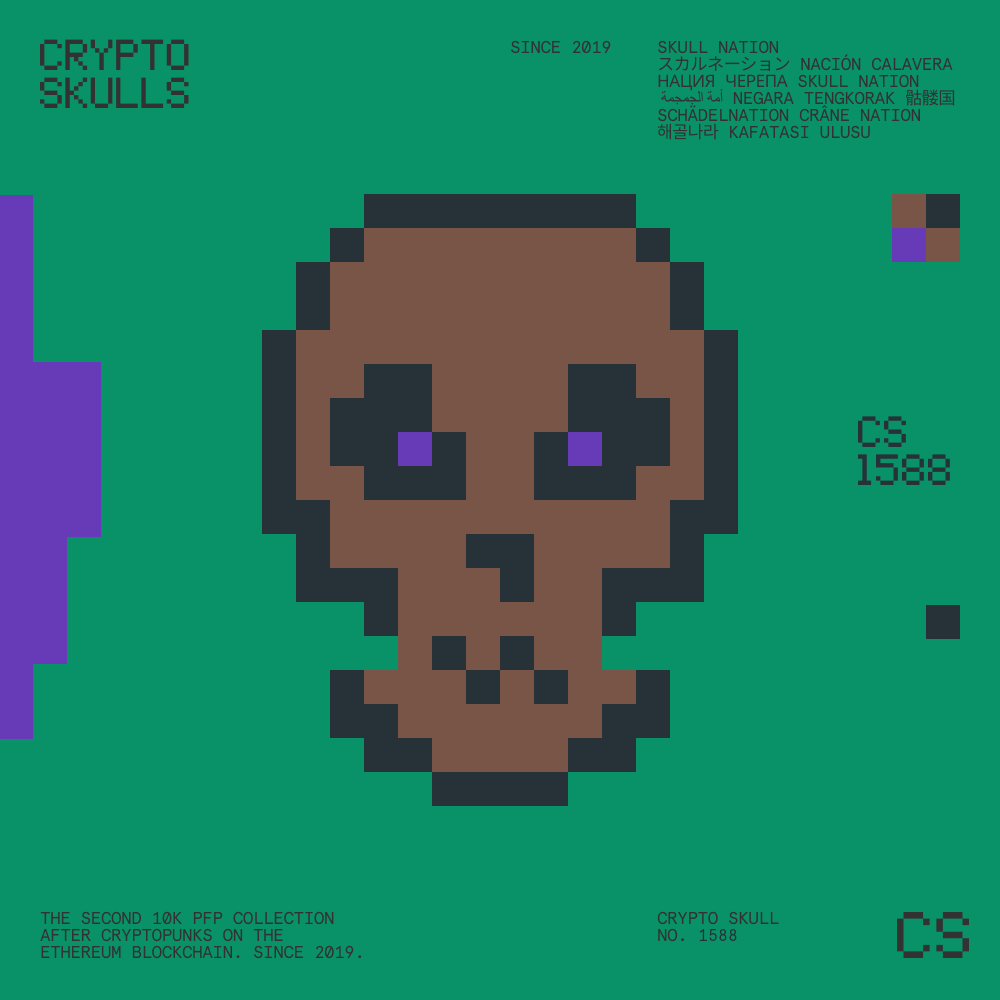 CRYPTO
SKULLS
SINCE 2019
SKULL NATION
スカルネーション NACIÓN CALAVERA
НАЦИЯ ЧЕРЕПА SKULL NATION
أمة الجمجمة NEGARA TENGKORAK 骷髅国
SCHÄDELNATION CRÂNE NATION
해골나라 KAFATASI ULUSU
CS
1588
THE SECOND 10K PFP COLLECTION
AFTER CRYPTOPUNKS ON THE
ETHEREUM BLOCKCHAIN. SINCE 2019.
CRYPTO SKULL
NO. 1588
CS